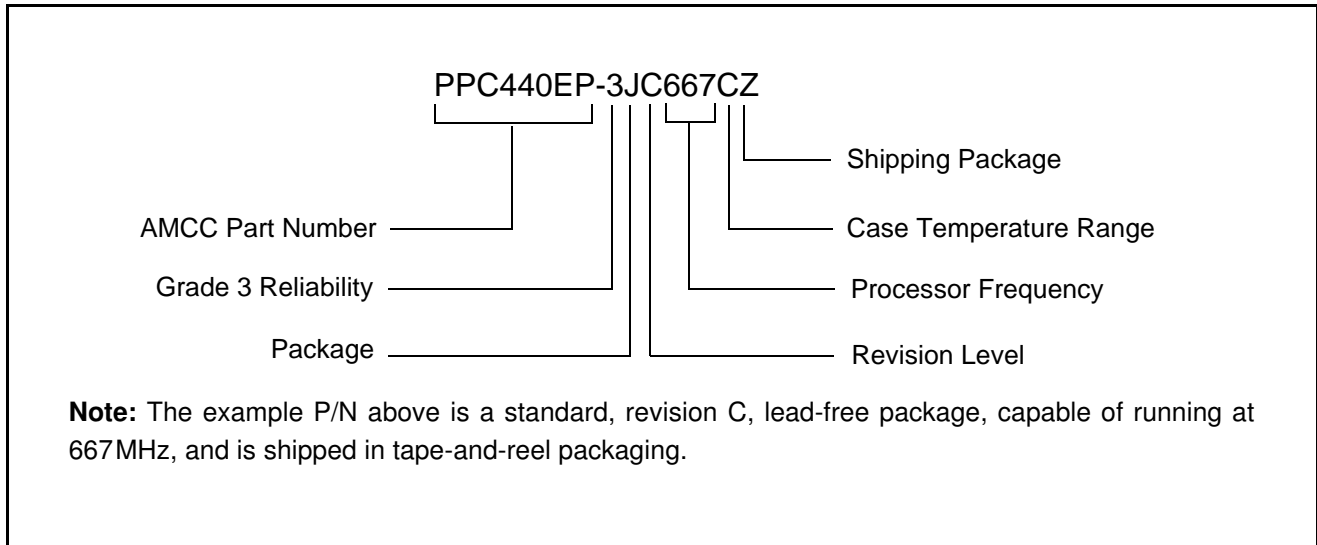 PPC440EP-3JC667CZ
Shipping Package
AMCC Part Number
Case Temperature Range
Grade 3 Reliability
Processor Frequency
Package
Revision Level
Note: The example P/N above is a standard, revision C, lead-free package, capable of running at
667MHz, and is shipped in tape-and-reel packaging.